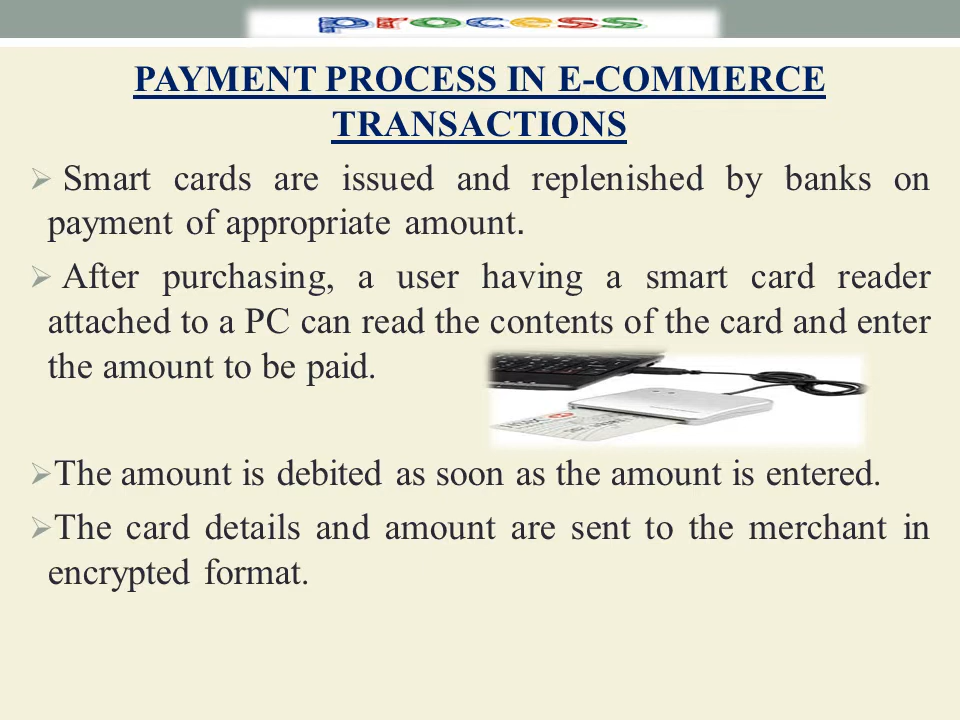 process
PAYMENT PROCESS IN E-COMMERCE
TRANSACTIONS
Smart cards are issued and replenished by banks on
payment of appropriate amount.
After purchasing, a user having a smart card reader
attached to a PC can read the contents of the card and enter
the amount to be paid.
The amount is debited as soon as the amount is entered.
The card details and amount are sent to the merchant in
encrypted format.